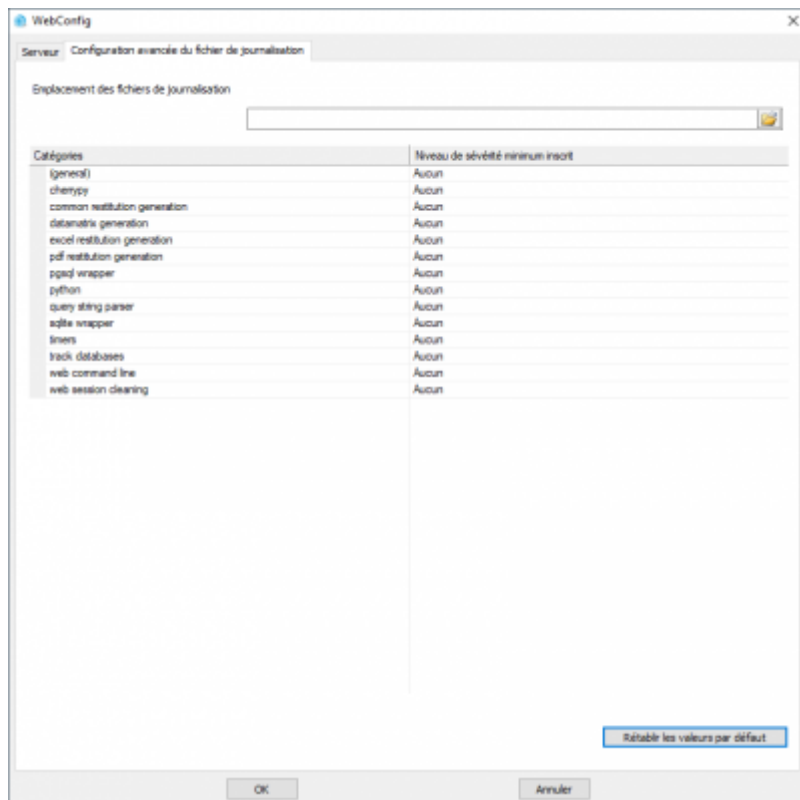 WebConfig
Serveur Configuration avancée du fichier de journalisation
Emplacement des fichiers de journalisation
Catégories Niveau de sévérité minimum inscrit
(general) Aucun
cherrypy Aucun
common restitution generation Aucun
datamatrix generation Aucun
excel restitution generation Aucun
pdf restitution generation Aucun
pgsql wrapper Aucun
python Aucun
query string parser Aucun
sqlite wrapper Aucun
timers Aucun
track databases Aucun
web command line Aucun
web session cleaning Aucun
Rétablir les valeurs par défaut
OK Annuler